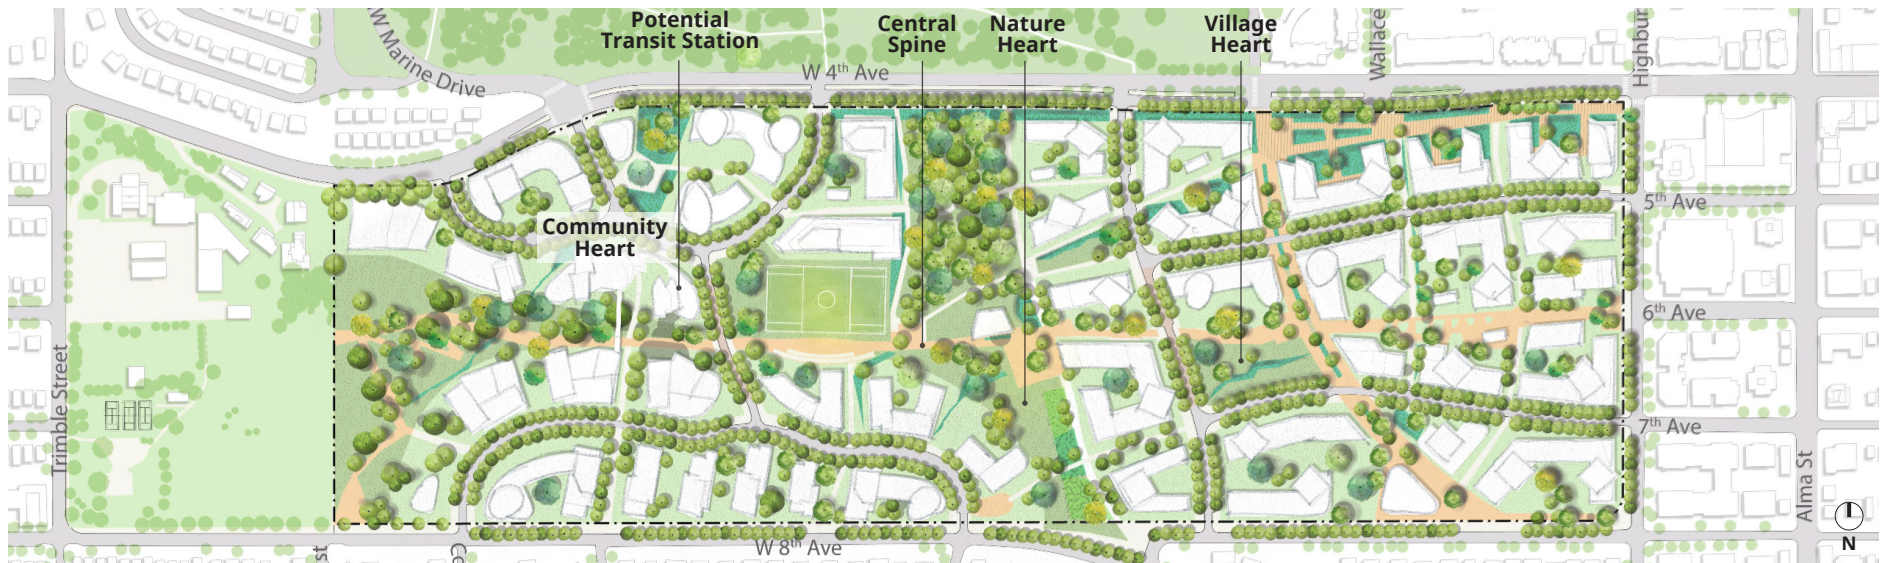 Potential
Transit Station
Central
Spine
Nature
Heart
Village
Heart
W Marine Drive
W 4th Ave
Wallace
Highbur
Community
Heart
5th Ave
6th Ave
7th Ave
Trimble Street
Alma St
W 8th Ave
st
N